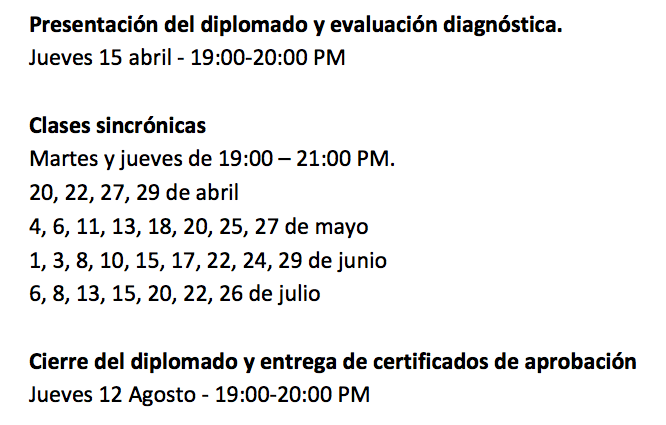 Presentación del diplomado y evaluación diagnóstica.
Jueves 15 abril - 19:00-20:00 PM
Clases sincrónicas
Martes y jueves de 19:00 – 21:00 PM.
20, 22, 27, 29 de abril
4, 6, 11, 13, 18, 20, 25, 27 de mayo
1, 3, 8, 10, 15, 17, 22, 24, 29 de junio
6, 8, 13, 15, 20, 22, 26 de julio
Cierre del diplomado y entrega de certificados de aprobación
Jueves 12 Agosto - 19:00-20:00 PM